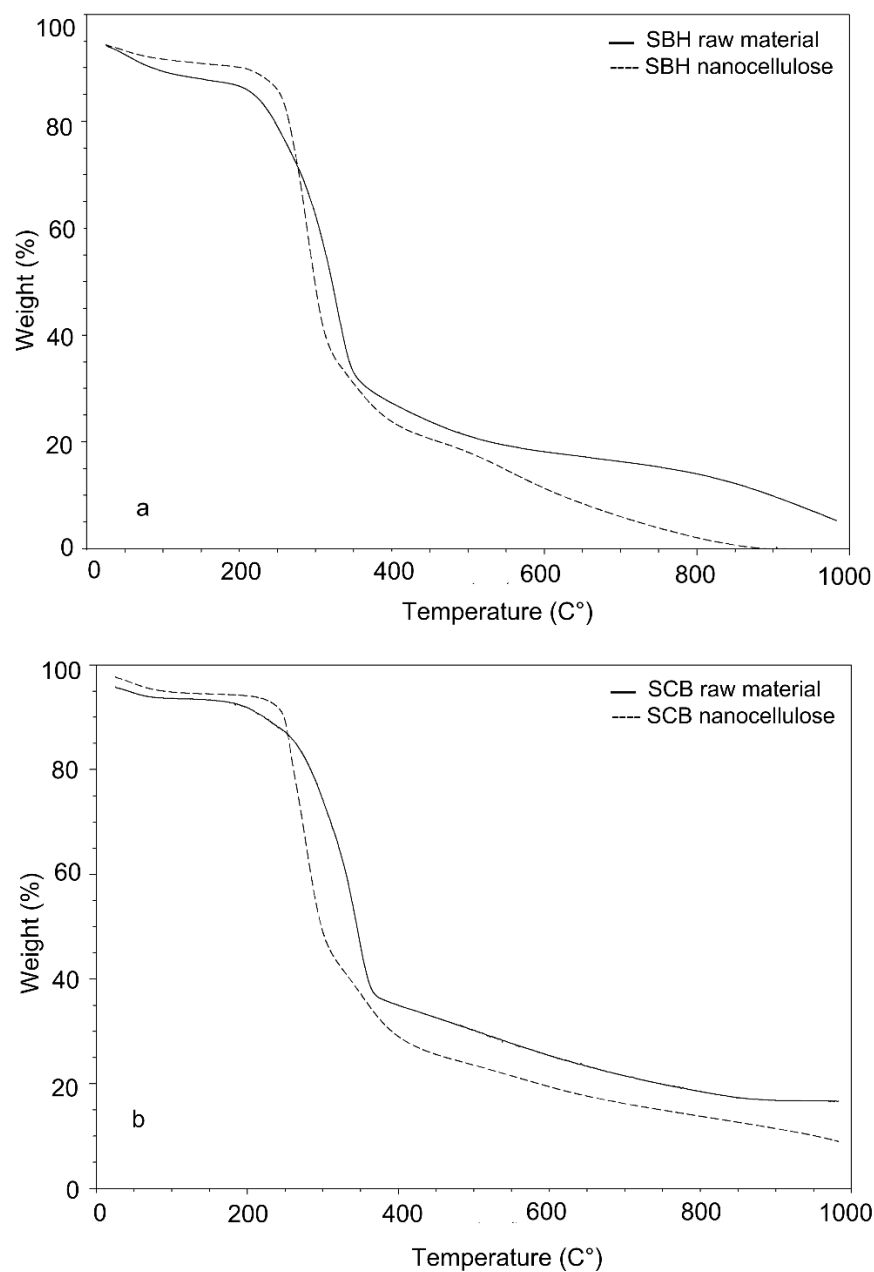 100
SBH raw material
SBH nanocellulose
80
60
Weight (%)
40
20
a
0
0 200 400 600 800 1000
Temperature (C°)
100
SCB raw material
SCB nanocellulose
80
60
Weight (%)
40
20
b
0
0 200 400 600 800 1000
Temperature (C°)